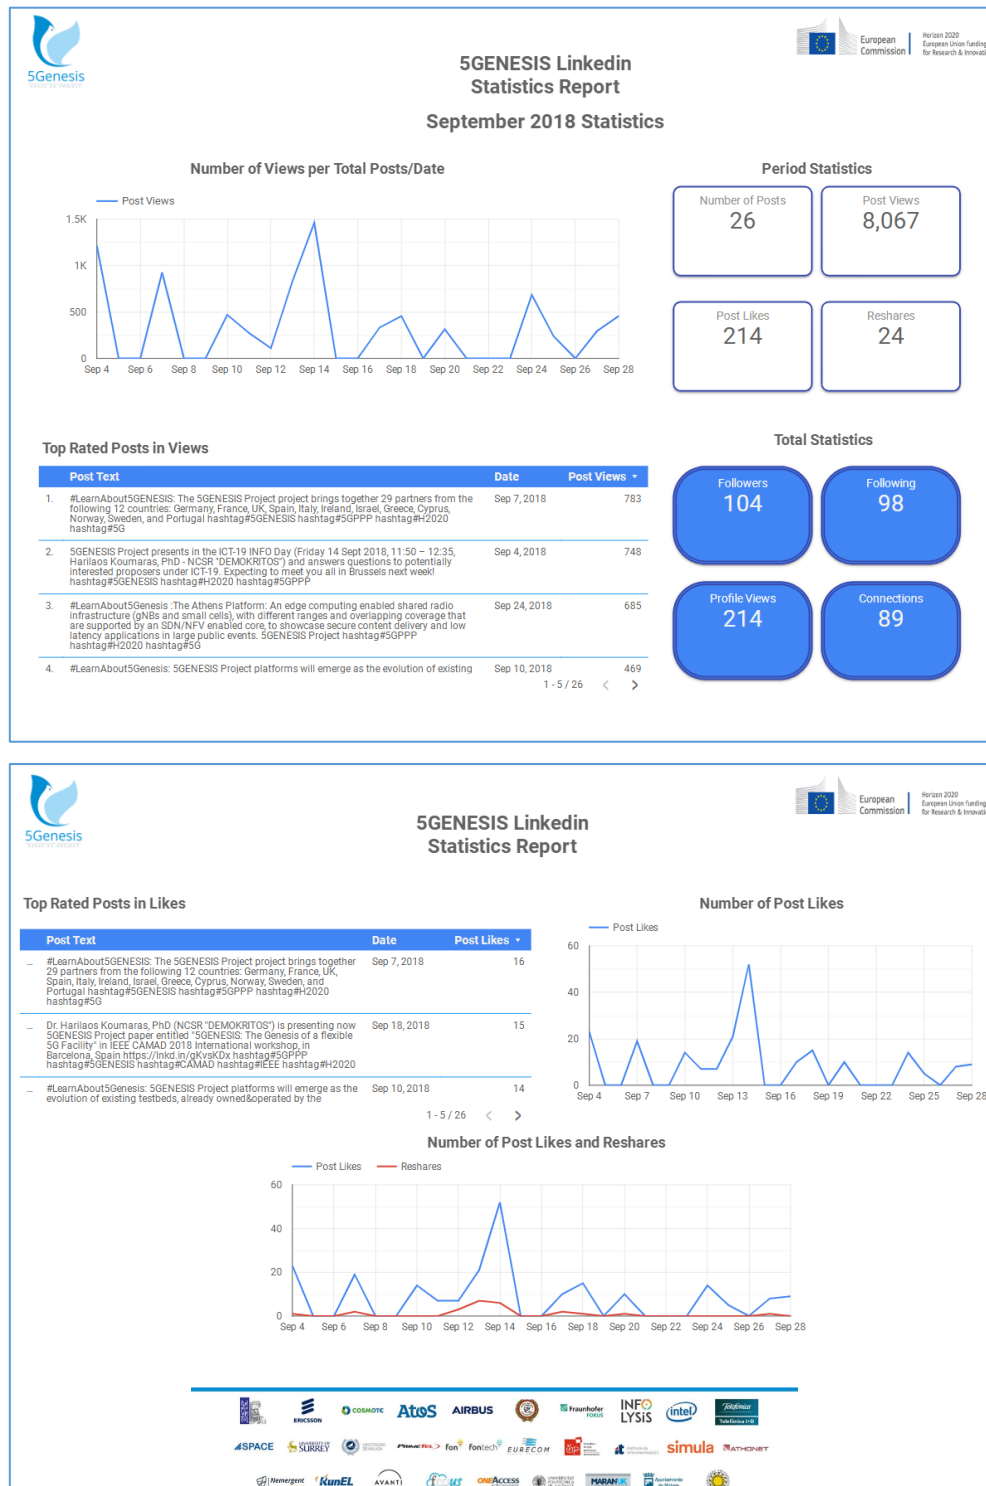 5Genesis
European
Commission
Horizon 2020
European Union funding
for Research & Innovati
5GENESIS Linkedin
Statistics Report
September 2018 Statistics
Number of Views per Total Posts/Date
Post Views
1.5K
1K
500
0
Sep 4 Sep 6 Sep 8 Sep 10 Sep 12 Sep 14 Sep 16 Sep 18 Sep 20 Sep 22 Sep 24 Sep 26 Sep 28
Period Statistics
Number of Posts
26
Post Views
8,067
Post Likes
214
Reshares
24
Top Rated Posts in Views
Post Text Date Post Views
1. #LearnAbout5GENESIS: The 5GENESIS Project project brings together 29 partners from the Sep 7, 2018 783
following 12 countries: Germany, France, UK, Spain, Italy, Ireland, Israel, Greece, Cyprus,
Norway, Sweden, and Portugal hashtag#5GENESIS hashtag#5GPPP hashtag#H2020
hashtag#5G
2. 5GENESIS Project presents in the ICT-19 INFO Day (Friday 14 Sept 2018, 11:50 – 12:35, Sep 4, 2018 748
Harilaos Koumaras, PhD - NCSR "DEMOKRITOS") and answers questions to potentially
interested proposers under ICT-19. Expecting to meet you all in Brussels next week!
hashtag#5GENESIS hashtag#H2020 hashtag#5GPPP
3. #LearnAbout5Genesis :The Athens Platform: An edge computing enabled shared radio Sep 24, 2018 685
infrastructure (gNBs and small cells), with different ranges and overlapping coverage that
are supported by an SDN/NFV enabled core, to showcase secure content delivery and low
latency applications in large public events. 5GENESIS Project hashtag#5GPPP
hashtag#H2020 hashtag#5G
4. #LearnAbout5Genesis: 5GENESIS Project platforms will emerge as the evolution of existing Sep 10, 2018 469
1 - 5 / 26 < >
Total Statistics
Followers
104
Following
98
Profile Views
214
Connections
89
5Genesis
European
Commission
Horizon 2020
European Union funding
for Research & Innovati
5GENESIS Linkedin
Statistics Report
Top Rated Posts in Likes
Post Text Date Post Likes
... #LearnAbout5GENESIS: The 5GENESIS Project project brings together Sep 7, 2018 16
29 partners from the following 12 countries: Germany, France, UK,
Spain, Italy, Ireland, Israel, Greece, Cyprus, Norway, Sweden, and
Portugal hashtag#5GENESIS hashtag#5GPPP hashtag#H2020
hashtag#5G
... Dr. Harilaos Koumaras, PhD (NCSR "DEMOKRITOS") is presenting now Sep 18, 2018 15
5GENESIS Project paper entitled "5GENESIS: The Genesis of a flexible
5G Facility" in IEEE CAMAD 2018 International workshop, in
Barcelona, Spain https://lnkd.in/gKvsKDx hashtag#5GPPP
hashtag#5GENESIS hashtag#CAMAD hashtag#IEEE hashtag#H2020
... #LearnAbout5Genesis: 5GENESIS Project platforms will emerge as the Sep 10, 2018 14
evolution of existing testbeds, already owned&operated by the
1 - 5 / 26 < >
Number of Post Likes
Post Likes
60
40
20
0
Sep 4 Sep 7 Sep 10 Sep 13 Sep 16 Sep 19 Sep 22 Sep 25 Sep 28
Number of Post Likes and Reshares
Post Likes Reshares
60
40
20
0
Sep 4 Sep 6 Sep 8 Sep 10 Sep 12 Sep 14 Sep 16 Sep 18 Sep 20 Sep 22 Sep 24 Sep 26 Sep 28
ERICSSON COSMOTE Atos AIRBUS Fraunhofer FOKUS INFOLYSiS intel Telefónica Telefónica I+D
SPACE UNIVERSITY OF SURREY PRIMETEL fon fontech EURECOM simula ATHONET
Nemergent KunEL AVANTI focus ONEACCESS MARAN UK Ayuntamiento